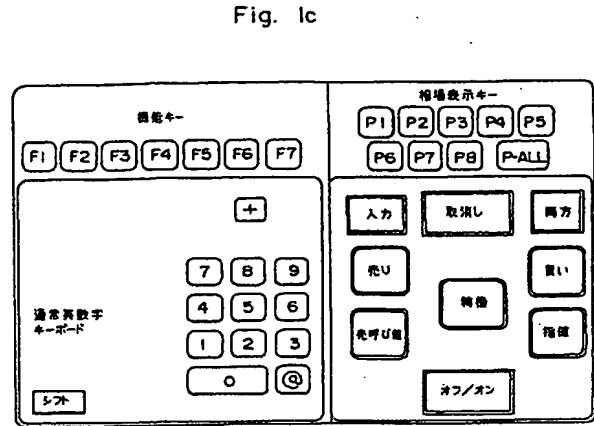 Fig. 1c
機能キー
F1 F2 F3 F4 F5 F6 F7
相場表示キー
P1 P2 P3 P4 P5
P6 P7 P8 P-ALL
+
7 8 9
4 5 6
1 2 3
0 @
通常英数字
キーボード
シフト
入力 取消し 両方
売り 買い
待機
売呼び値 指値
オフ/オン